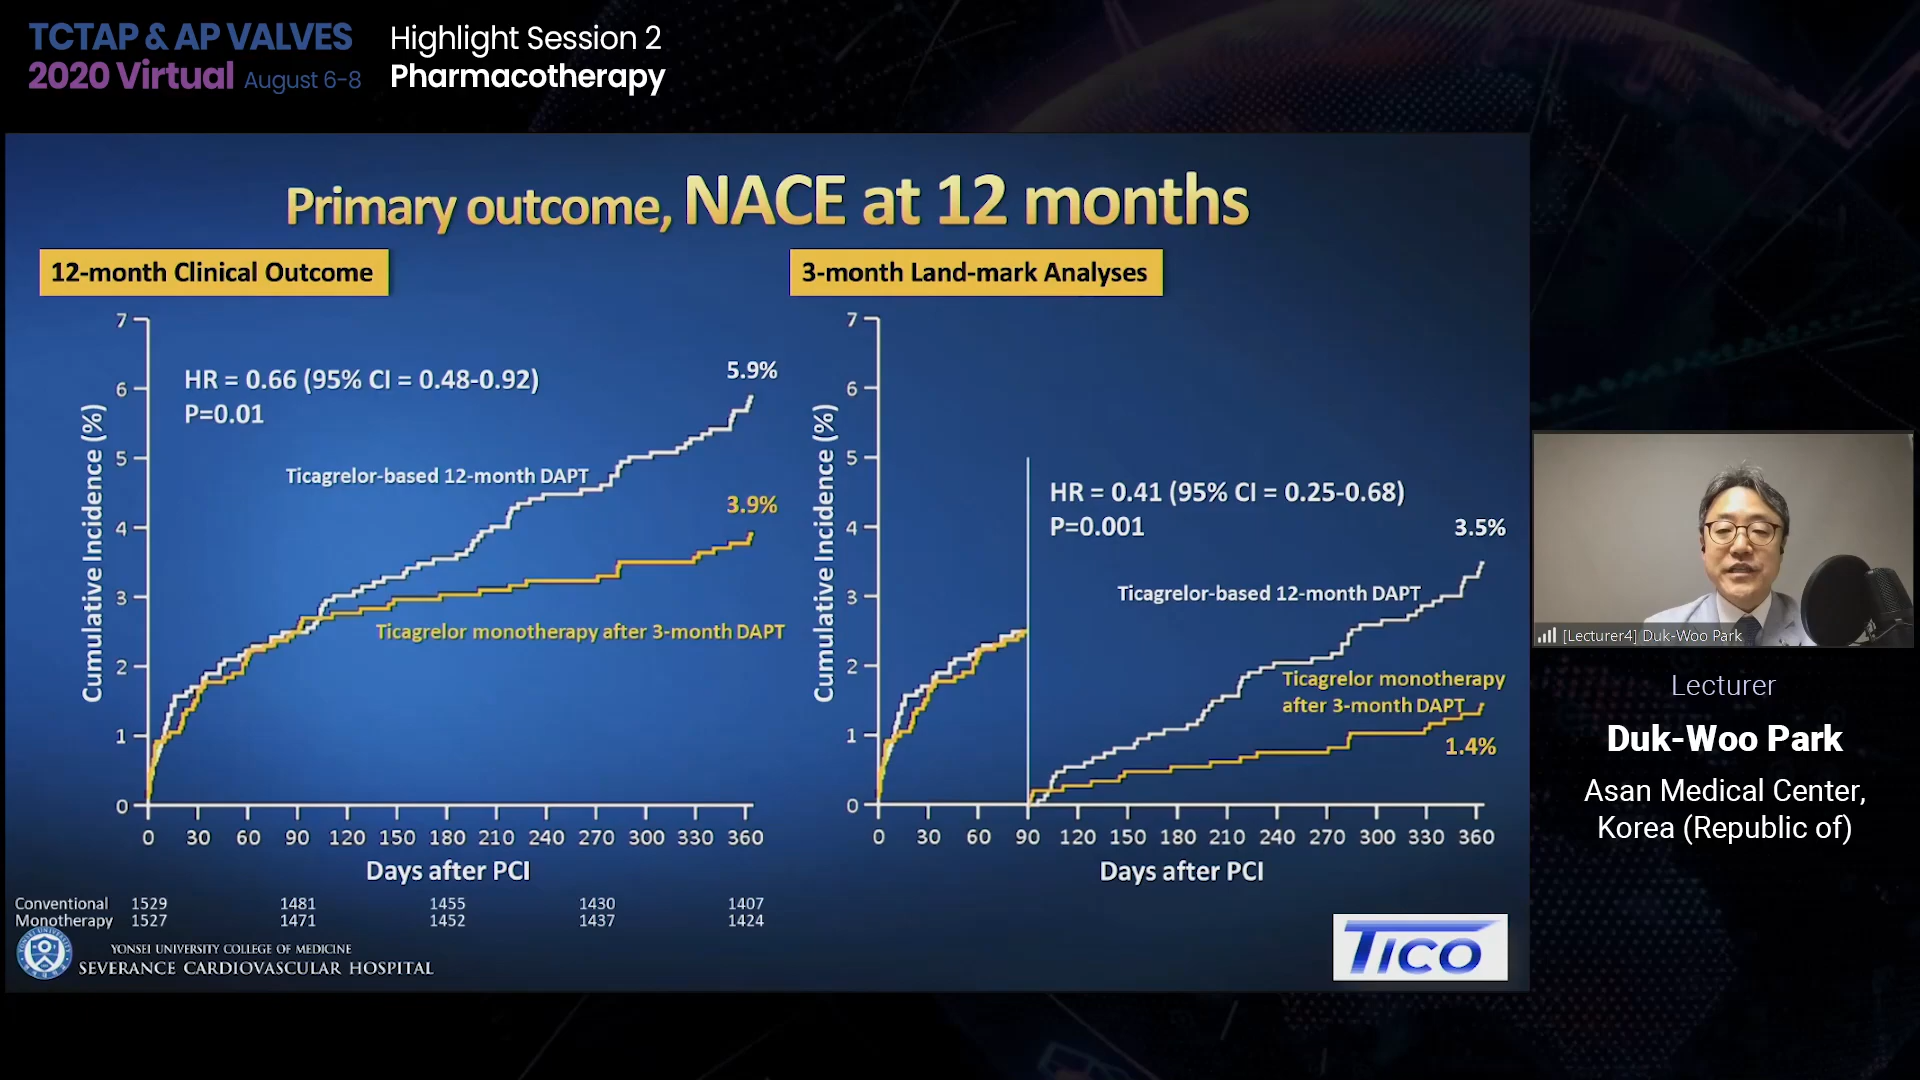 TCTAP & AP VALVES
2020 Virtual August 6-8
Highlight Session 2
Pharmacotherapy
Primary outcome, NACE at 12 months
12-month Clinical Outcome
Cumulative Incidence (%)
7
6
5
4
3
2
1
0
HR = 0.66 (95% CI = 0.48-0.92)
P=0.01
5.9%
Ticagrelor-based 12-month DAPT
3.9%
Ticagrelor monotherapy after 3-month DAPT
0 30 60 90 120 150 180 210 240 270 300 330 360
Days after PCI
Conventional 1529 1481 1455 1430 1407
Monotherapy 1527 1471 1452 1437 1424
3-month Land-mark Analyses
Cumulative Incidence (%)
7
6
5
4
3
2
1
0
HR = 0.41 (95% CI = 0.25-0.68)
P=0.001
3.5%
Ticagrelor-based 12-month DAPT
Ticagrelor monotherapy
after 3-month DAPT
1.4%
0 30 60 90 120 150 180 210 240 270 300 330 360
Days after PCI
YONSEI UNIVERSITY COLLEGE OF MEDICINE
SEVERANCE CARDIOVASCULAR HOSPITAL
TICO
[Lecturer4] Duk-Woo Park
Lecturer
Duk-Woo Park
Asan Medical Center,
Korea (Republic of)